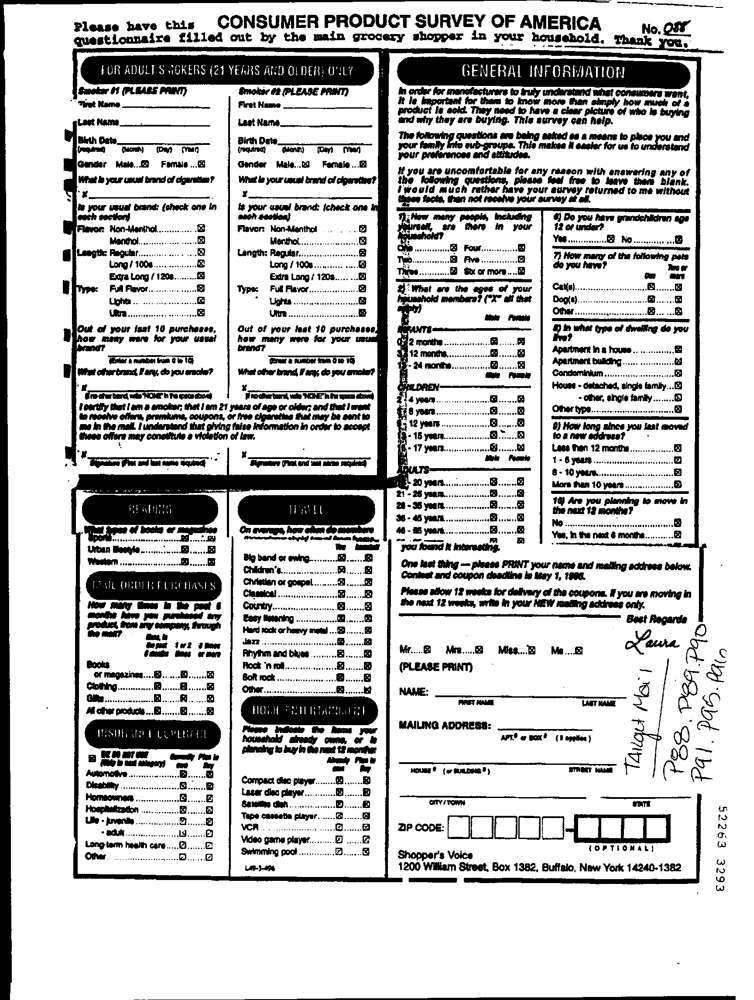 Please have this CONSUMER PRODUCT SURVEY OF AMERICA No. 088
questionnaire filled out by the main grocery shopper in your household. Thank you.
FOR ADULT SMOKERS (21 YEARS AND OLDER) ONLY
Smoker #1 (PLEASE PRINT) Smoker #2 (PLEASE PRINT)
First Name First Name
Last Name Last Name
Birth Date Birth Date
(required) (Month) (Day) (Year) (required) (Month) (Day) (Year)
Gender Male...☒ Female ...☒ Gender Male...☒ Female ...☒
What is your usual brand of cigarettes? What is your usual brand of cigarettes?
x x
Is your usual brand: (check one in each section) Is your usual brand: (check one in each section)
Flavor: Non-Menthol ☒ Flavor: Non-Menthol ☒
Menthol ☒ Menthol ☒
Length: Regular ☒ Length: Regular ☒
Long / 100s ☒ Long / 100s ☒
Extra Long / 120s ☒ Extra Long / 120s ☒
Type: Full Flavor ☒ Type: Full Flavor ☒
Lights ☒ Lights ☒
Ultra ☒ Ultra ☒
Out of your last 10 purchases, how many were for your usual brand? Out of your last 10 purchases, how many were for your usual brand?
(Enter a number from 0 to 10) (Enter a number from 0 to 10)
What other brand, if any, do you smoke? What other brand, if any, do you smoke?
x x
(If no other brand, write "NONE" in the space above) (If no other brand, write "NONE" in the space above)
I certify that I am a smoker; that I am 21 years of age or older; and that I want
to receive offers, premiums, coupons, or free cigarettes that may be sent to
me in the mail. I understand that giving false information in order to accept
these offers may constitute a violation of law.
x x
Signature (First and last name required) Signature (First and last name required)
GENERAL INFORMATION
In order for manufacturers to truly understand what consumers want,
it is important for them to know more than simply how much of a
product is sold. They need to have a clear picture of who is buying
and why they are buying. This survey can help.
The following questions are being asked as a means to place you and
your family into sub-groups. This makes it easier for us to understand
your preferences and attitudes.
If you are uncomfortable for any reason with answering any of
the following questions, please feel free to leave them blank.
I would much rather have your survey returned to me without
these facts, than not receive your survey at all.
1) How many people, including
yourself, are there in your
household?
One ☒ Four ☒
Two ☒ Five ☒
Three ☒ Six or more ☒
2) What are the ages of your
household members? ("X" all that
apply)
Male Female
INFANTS
2 months ☒ ☒
12 months ☒ ☒
- 24 months ☒ ☒
Male Female
CHILDREN
4 years ☒ ☒
8 years ☒ ☒
12 years ☒ ☒
- 15 years ☒ ☒
- 17 years ☒ ☒
Male Female
ADULTS
- 20 years ☒ ☒
21 - 25 years ☒ ☒
26 - 35 years ☒ ☒
36 - 45 years ☒ ☒
46 - 55 years ☒ ☒
6) Do you have grandchildren age
12 or under?
Yes ☒ No ☒
7) How many of the following pets
do you have?
One Two or more
Cat(s) ☒ ☒
Dog(s) ☒ ☒
Other ☒ ☒
8) In what type of dwelling do you
live?
Apartment in a house ☒
Apartment building ☒
Condominium ☒
House - detached, single family ☒
- other, single family ☒
Other type ☒
9) How long since you last moved
to a new address?
Less than 12 months ☒
1 - 5 years ☒
6 - 10 years ☒
More than 10 years ☒
10) Are you planning to move in
the next 12 months?
No ☒
Yes, in the next 6 months ☒
READING
What types of books or magazines
Sports ☒ ☒
Urban lifestyle ☒ ☒
Western ☒ ☒
MAIL ORDER PURCHASES
How many times in the past 6
months have you purchased any
product, from any company, through
the mail?
None, in the past 6 months 1 or 2 times 3 times or more
Books
or magazines ☒ ☒ ☒
Clothing ☒ ☒ ☒
Gifts ☒ ☒ ☒
All other products ☒ ☒ ☒
INSURANCE COVERAGE
☒ WE DO NOT USE
(Skip to next category) Currently own Plan to buy
Automotive ☒ ☒
Disability ☒ ☒
Homeowners ☒ ☒
Hospitalization ☒ ☒
Life - juvenile ☒ ☒
- adult ☒ ☒
Long-term health care ☒ ☒
Other ☒ ☒
TRAVEL
On average, how often do members
Big band or swing ☒ ☒
Children's ☒ ☒
Christian or gospel ☒ ☒
Classical ☒ ☒
Country ☒ ☒
Easy listening ☒ ☒
Hard rock or heavy metal ☒ ☒
Jazz ☒ ☒
Rhythm and blues ☒ ☒
Rock 'n roll ☒ ☒
Soft rock ☒ ☒
Other ☒ ☒
HOME ENTERTAINMENT
Please indicate the items your
household already owns, or is
planning to buy in the next 12 months:
Already own Plan to buy
Compact disc player ☒ ☒
Laser disc player ☒ ☒
Satellite dish ☒ ☒
Tape cassette player ☒ ☒
VCR ☒ ☒
Video game player ☒ ☒
Swimming pool ☒ ☒
L49-3-494
you found it interesting.
One last thing — please PRINT your name and mailing address below.
Contest and coupon deadline is May 1, 1996.
Please allow 12 weeks for delivery of the coupons. If you are moving in
the next 12 weeks, write in your NEW mailing address only.
Best Regards
Laura
Mr....☒ Mrs....☒ Miss...☒ Ms...☒
(PLEASE PRINT)
NAME:
FIRST NAME LAST NAME
MAILING ADDRESS:
APT.# or BOX # (if applies)
HOUSE # (or BUILDING #) STREET NAME
CITY/TOWN STATE
ZIP CODE:
(OPTIONAL)
Shopper's Voice
1200 William Street, Box 1382, Buffalo, New York 14240-1382
Tailgut Mail
P88. P89. P90
P91. P95. P91n
52263 3293